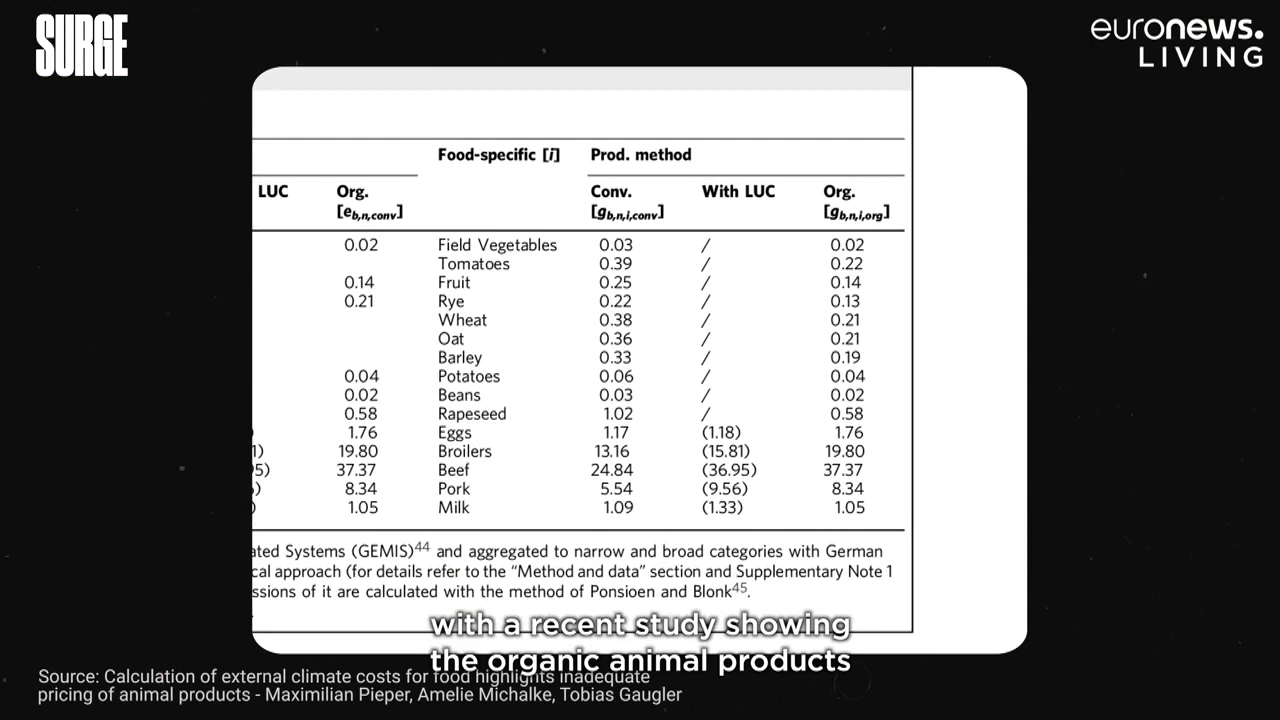 SURGE
euronews.
LIVING
Food-specific [i] Prod. method
LUC Org. Conv. With LUC Org.
[eb,n,conv] [gb,n,i,conv] [gb,n,i,org]
0.02 Field Vegetables 0.03 / 0.02
Tomatoes 0.39 / 0.22
0.14 Fruit 0.25 / 0.14
0.21 Rye 0.22 / 0.13
Wheat 0.38 / 0.21
Oat 0.36 / 0.21
Barley 0.33 / 0.19
0.04 Potatoes 0.06 / 0.04
0.02 Beans 0.03 / 0.02
0.58 Rapeseed 1.02 / 0.58
) 1.76 Eggs 1.17 (1.18) 1.76
1) 19.80 Broilers 13.16 (15.81) 19.80
95) 37.37 Beef 24.84 (36.95) 37.37
) 8.34 Pork 5.54 (9.56) 8.34
) 1.05 Milk 1.09 (1.33) 1.05
ated Systems (GEMIS)44 and aggregated to narrow and broad categories with German
cal approach (for details refer to the “Method and data” section and Supplementary Note 1
ssions of it are calculated with the method of Ponsioen and Blonk45.
with a recent study showing
the organic animal products
Source: Calculation of external climate costs for food highlights inadequate
pricing of animal products - Maximilian Pieper, Amelie Michalke, Tobias Gaugler